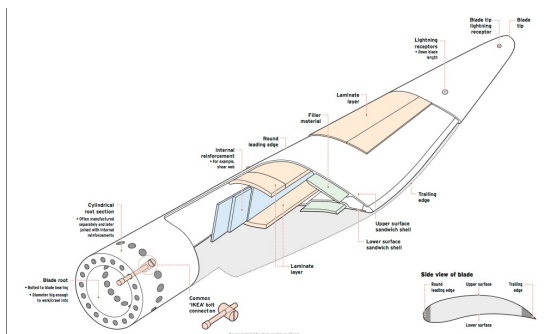 Blade tip
lightning
receptor
Blade
tip
Lightning
receptors
• Down blade
length
Laminate
layer
Filler
material
Round
leading edge
Internal
reinforcement
• For example,
shear web
Trailing
edge
Cylindrical
root section
• Often manufactured
separately and later
joined with internal
reinforcements
Upper surface
sandwich shell
Lower surface
sandwich shell
Laminate
layer
Blade root
• Bolted to blade bearing
• Diameter big enough
to walk/crawl into
Common
'IKEA' bolt
connection
Side view of blade
Round
leading edge
Upper surface
Trailing
edge
Lower surface